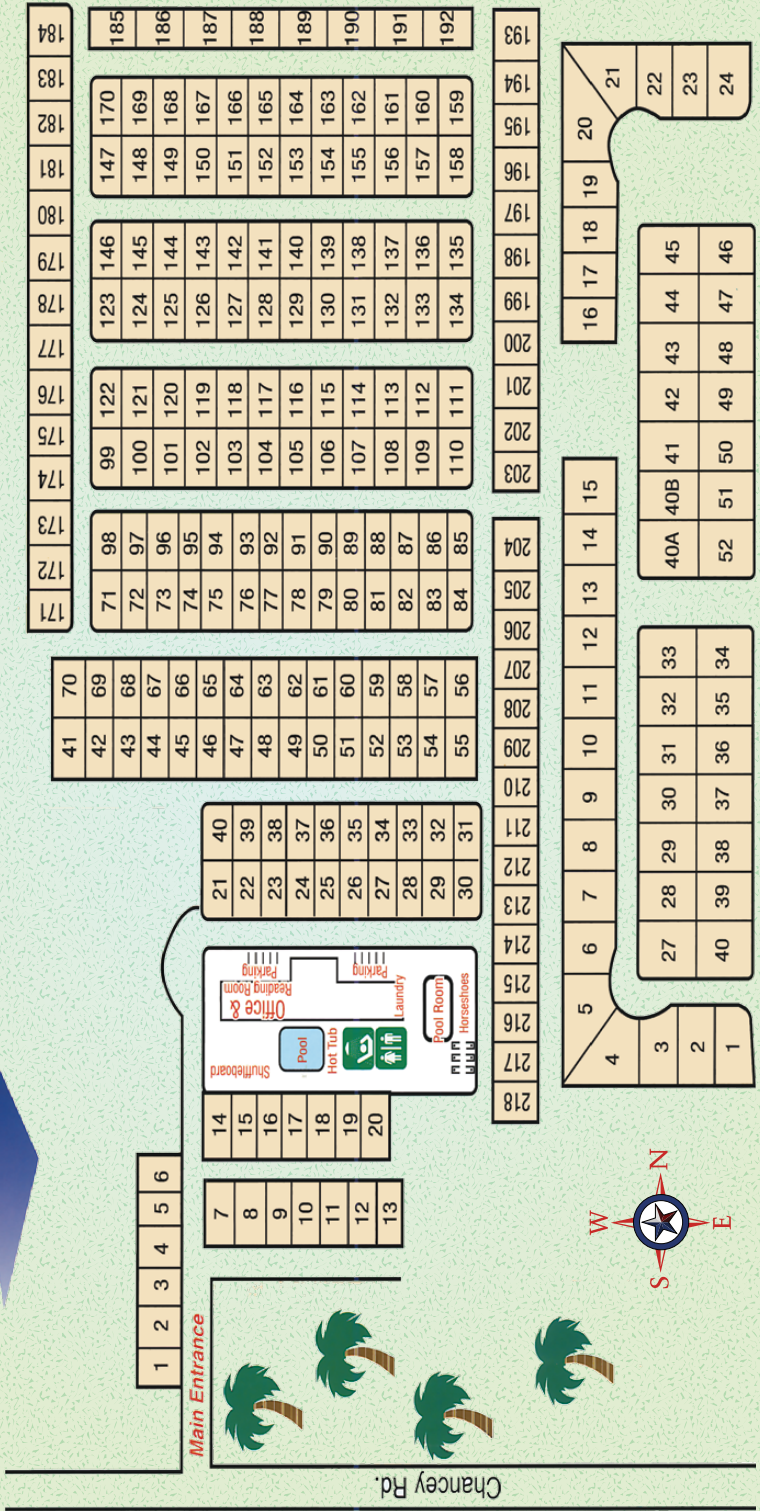 184 183 182 181 180 179 178 177 176 175 174 173 172 171
185 186 187 188 189 190 191 192
170 169 168 167 166 165 164 163 162 161 160 159
147 148 149 150 151 152 153 154 155 156 157 158
146 145 144 143 142 141 140 139 138 137 136 135
123 124 125 126 127 128 129 130 131 132 133 134
122 121 120 119 118 117 116 115 114 113 112 111
99 100 101 102 103 104 105 106 107 108 109 110
98 97 96 95 94 93 92 91 90 89 88 87 86 85
71 72 73 74 75 76 77 78 79 80 81 82 83 84
70 69 68 67 66 65 64 63 62 61 60 59 58 57 56
41 42 43 44 45 46 47 48 49 50 51 52 53 54 55
40 39 38 37 36 35 34 33 32 31
21 22 23 24 25 26 27 28 29 30
Parking
Parking
Office &
Reading Room
Laundry
Pool Room
Horseshoes
Pool
Hot Tub
Shuffleboard
14 15 16 17 18 19 20
7 8 9 10 11 12 13
1 2 3 4 5 6
Main Entrance
Chancey Rd.
193 194 195 196 197 198 199 200 201 202 203
204 205 206 207 208 209 210 211 212 213 214 215 216 217 218
16 17 18 19 20 21 22 23 24
45 44 43 42 41 40B 40A
46 47 48 49 50 51 52
15 14 13 12 11 10 9 8 7 6 5 4 3 2 1
33 32 31 30 29 28 27
34 35 36 37 38 39 40
N
W
E
S